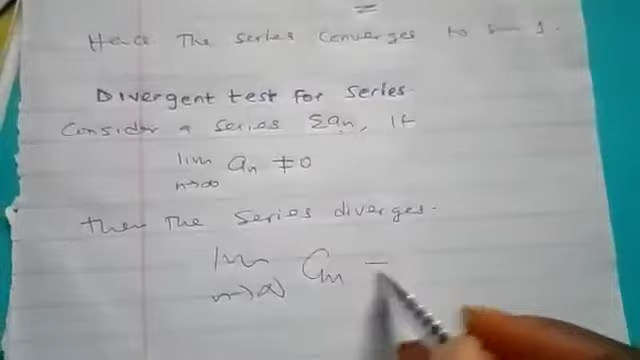 Hence The series converges to sum 1.
Divergent test for series.
Consider a series Σan, If
lim an ≠ 0
n→∞
then The series diverges.
lim an –
n→∞